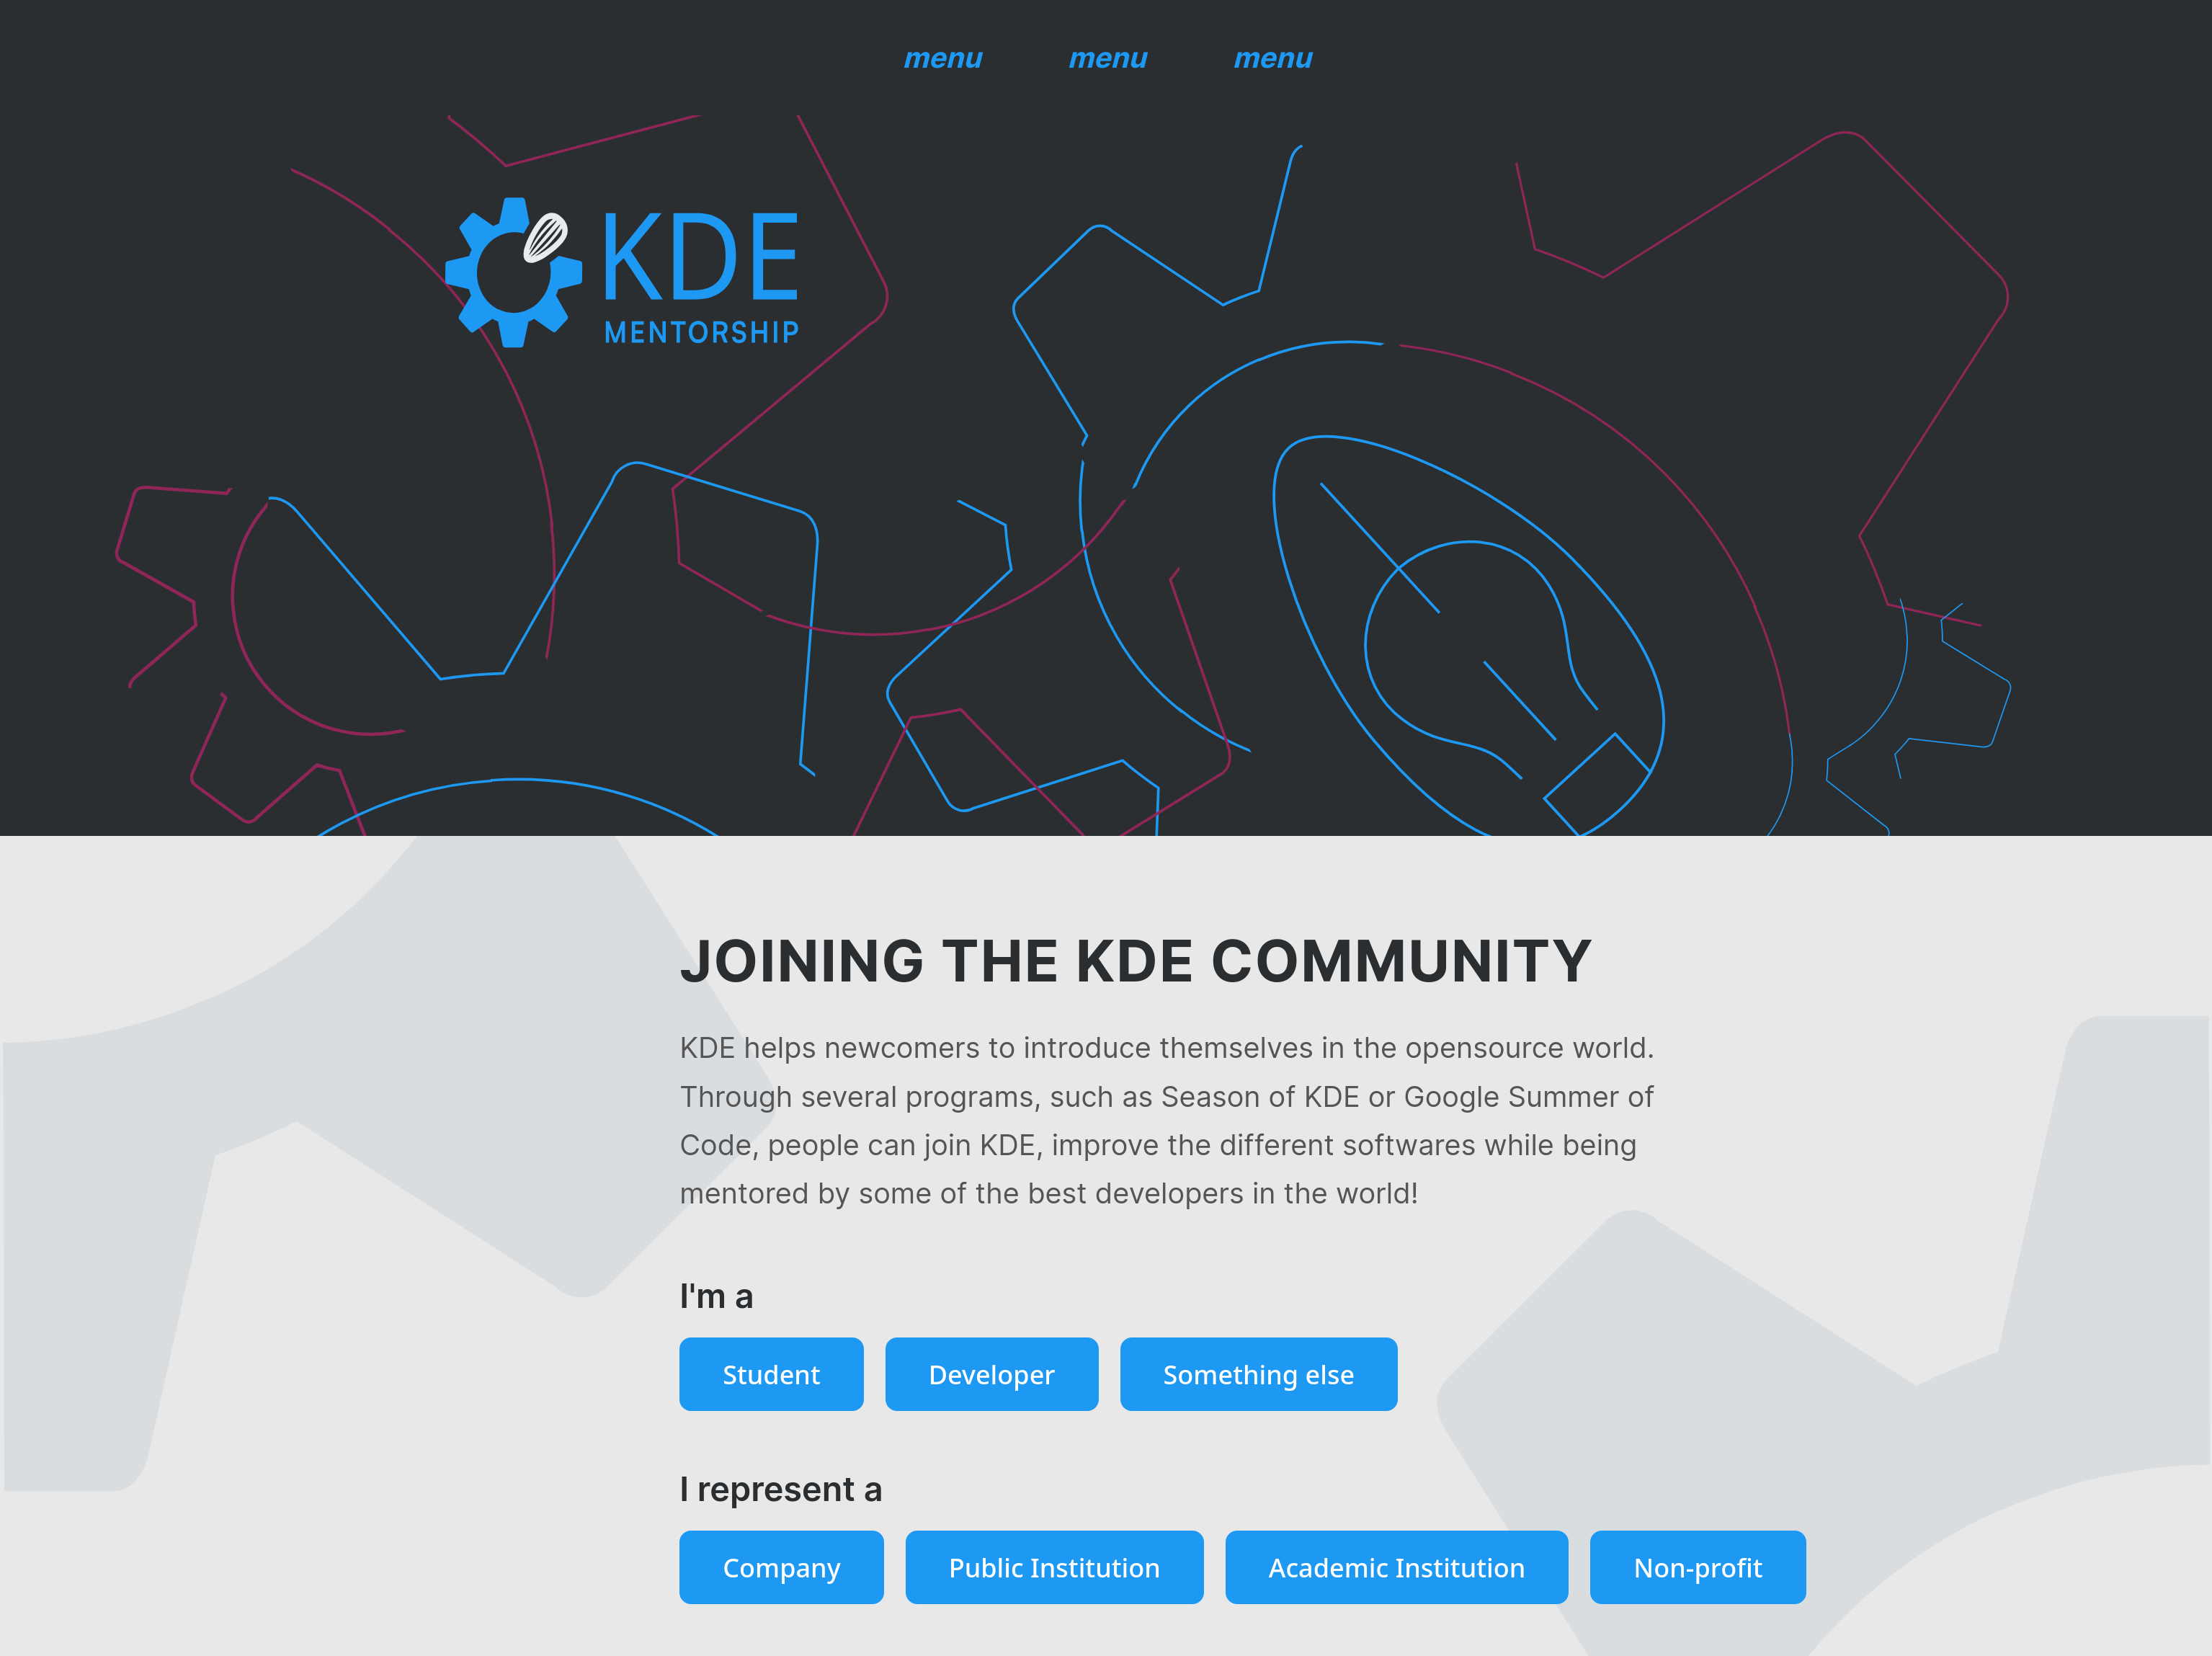 menu menu menu
KDE
MENTORSHIP
JOINING THE KDE COMMUNITY
KDE helps newcomers to introduce themselves in the opensource world.
Through several programs, such as Season of KDE or Google Summer of
Code, people can join KDE, improve the different softwares while being
mentored by some of the best developers in the world!
I'm a
Student Developer Something else
I represent a
Company Public Institution Academic Institution Non-profit